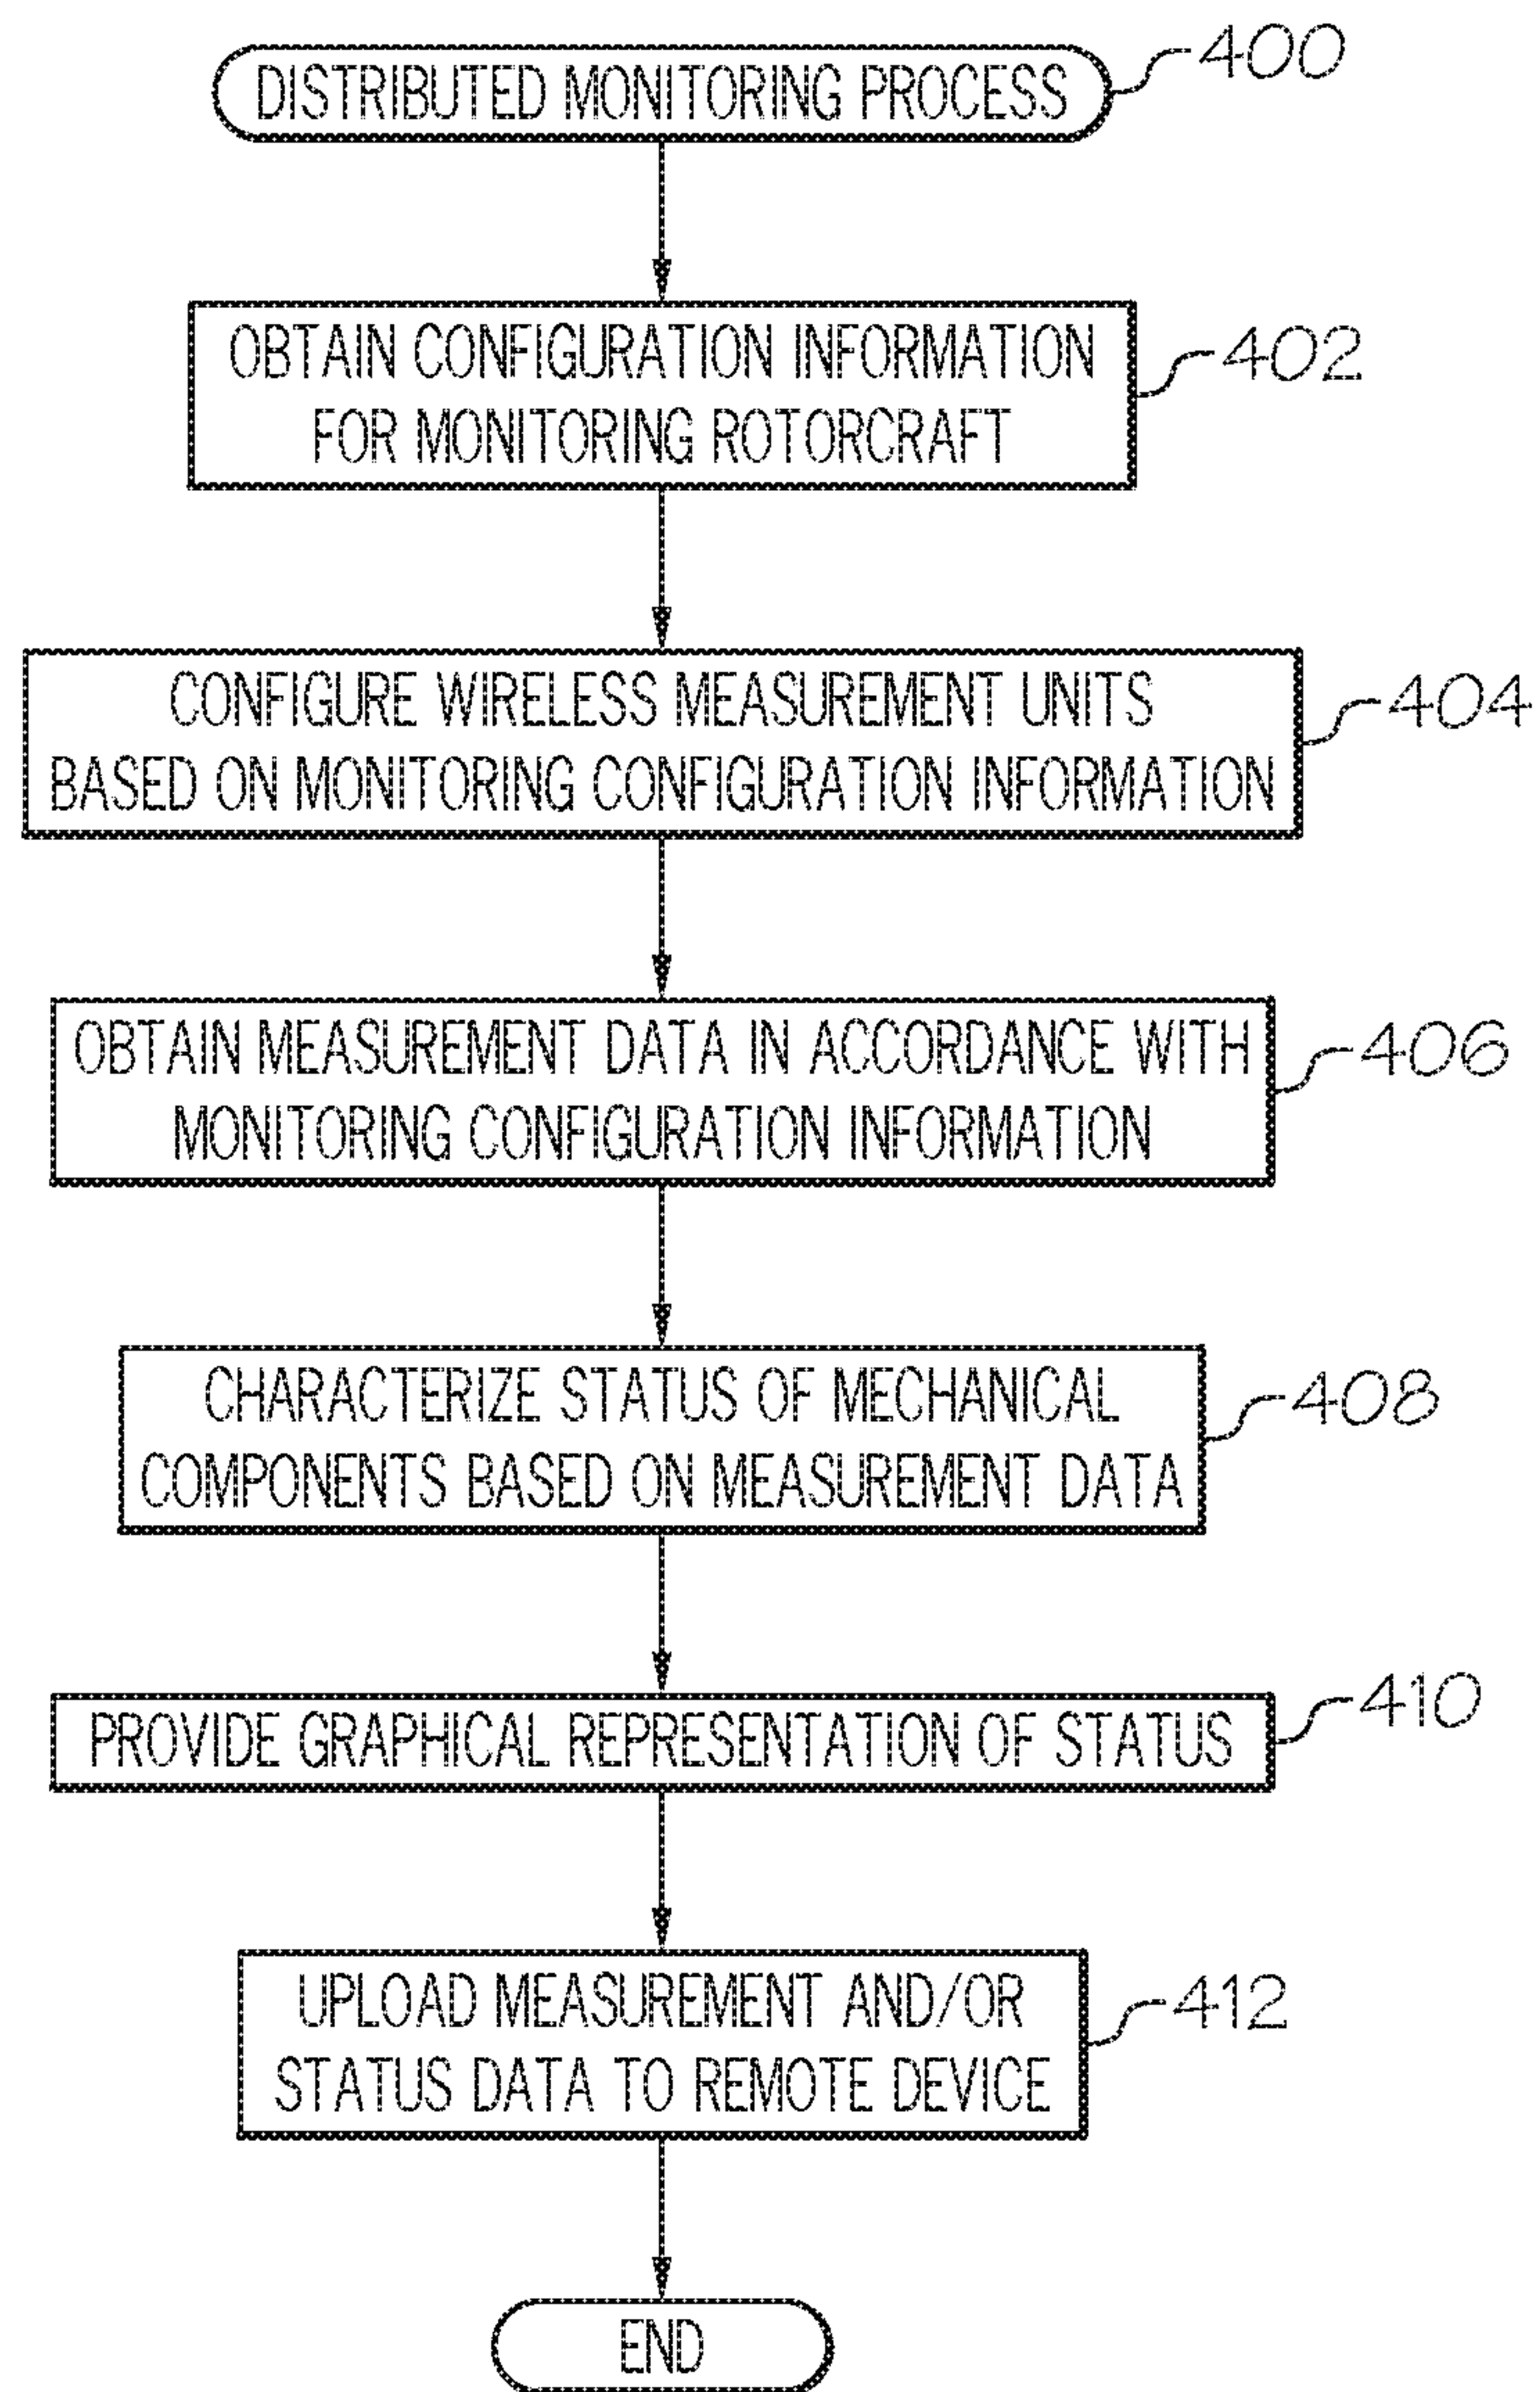 DISTRIBUTED MONITORING PROCESS
400
OBTAIN CONFIGURATION INFORMATION
FOR MONITORING ROTORCRAFT
402
CONFIGURE WIRELESS MEASUREMENT UNITS
BASED ON MONITORING CONFIGURATION INFORMATION
404
OBTAIN MEASUREMENT DATA IN ACCORDANCE WITH
MONITORING CONFIGURATION INFORMATION
406
CHARACTERIZE STATUS OF MECHANICAL
COMPONENTS BASED ON MEASUREMENT DATA
408
PROVIDE GRAPHICAL REPRESENTATION OF STATUS
410
UPLOAD MEASUREMENT AND/OR
STATUS DATA TO REMOTE DEVICE
412
END